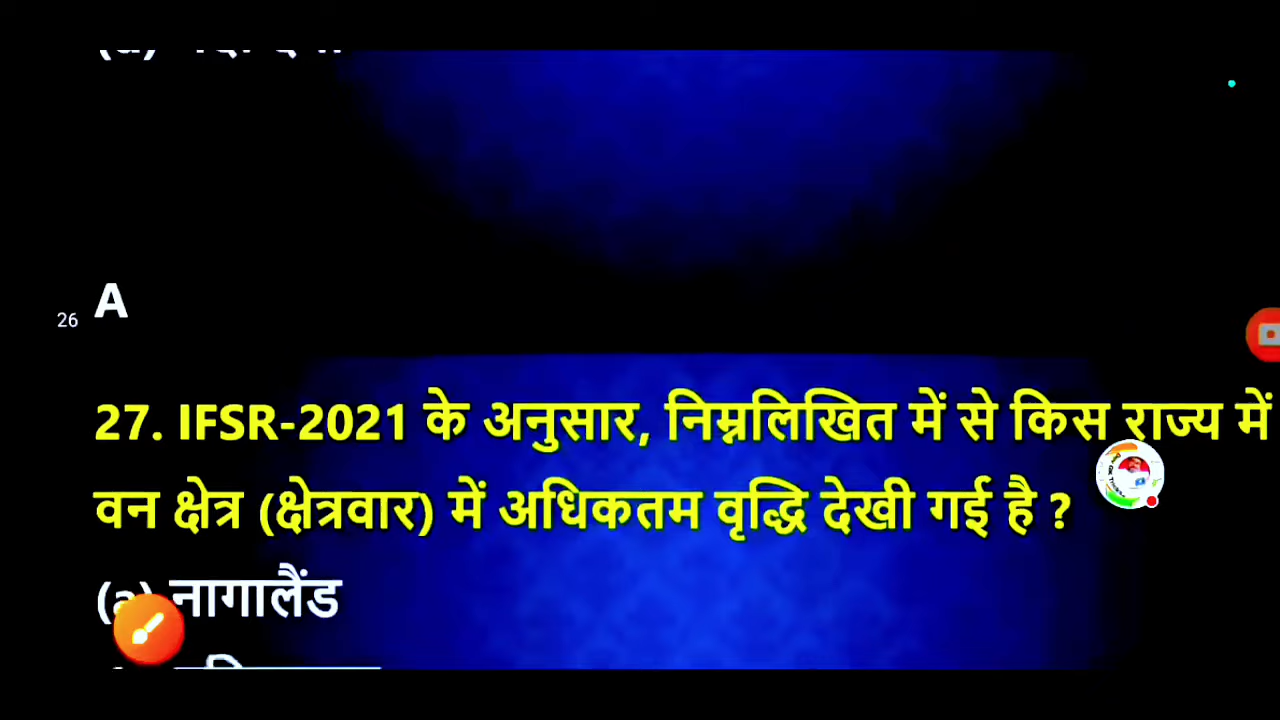 A
26
27. IFSR-2021 के अनुसार, निम्नलिखित में से किस राज्य में
वन क्षेत्र (क्षेत्रवार) में अधिकतम वृद्धि देखी गई है ?
(a) नागालैंड